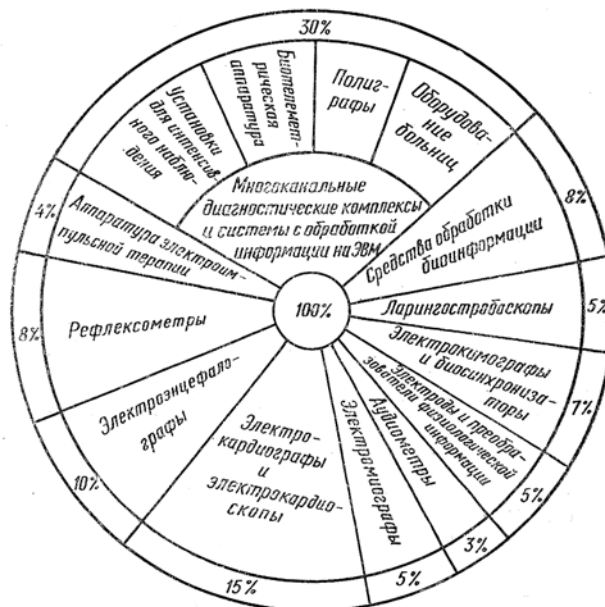 30%
Установки
для интенсив-
ного наблю-
дения
Биотелемет-
рическая
аппаратура
Поли-
графы
Оборудова-
ние
больниц
Многоканальные
диагностические комплексы
и системы с обработкой
информации на ЭВМ
8%
Средства обработки
биоинформации
5%
Ларингостробоскопы
7%
Электрокимографы
и биосинхрониза-
торы
5%
Электроды и преобра-
зователи физиологической
информации
3%
Аудиометры
5%
Электромиографы
15%
Электро-
кардиографы
и
электрокардио-
скопы
10%
Электроэнцефало-
графы
8%
Рефлексометры
4%
Аппаратура электроим-
пульсной терапии
100%